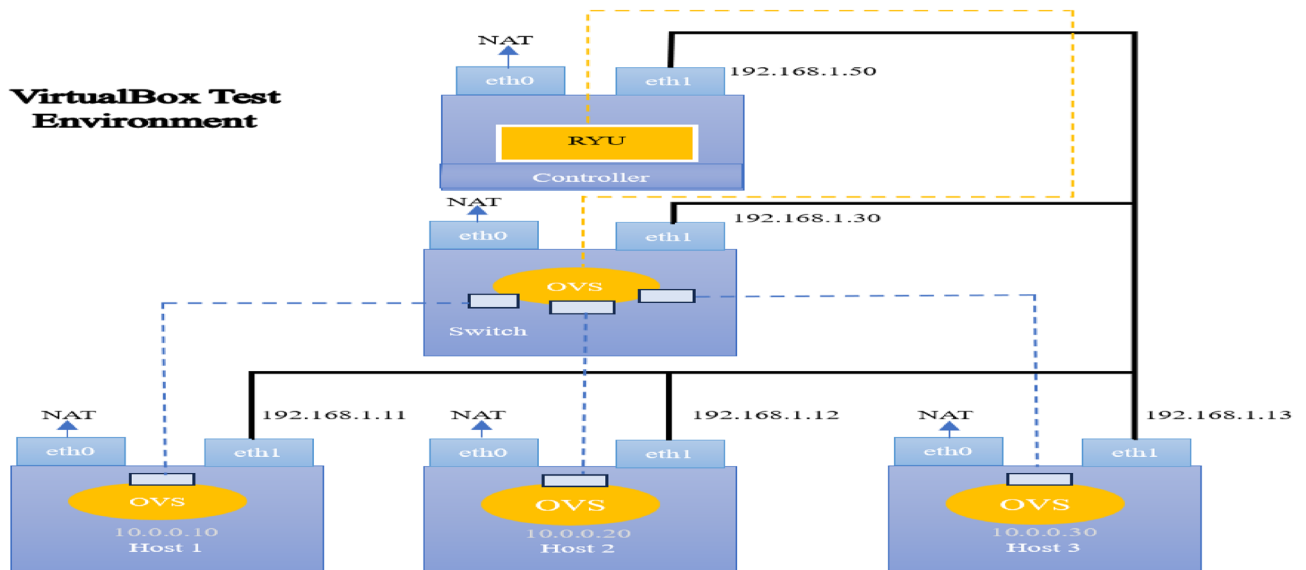 VirtualBox Test
Environment
NAT
eth0
eth1
192.168.1.50
RYU
Controller
NAT
eth0
eth1
192.168.1.30
OVS
Switch
NAT
eth0
eth1
192.168.1.11
OVS
10.0.0.10
Host 1
NAT
eth0
eth1
192.168.1.12
OVS
10.0.0.20
Host 2
NAT
eth0
eth1
192.168.1.13
OVS
10.0.0.30
Host 3